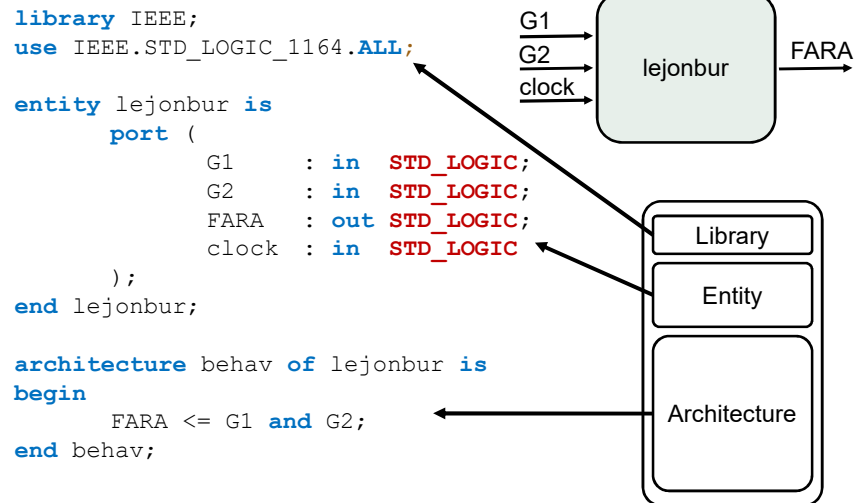 library IEEE;
use IEEE.STD_LOGIC_1164.ALL;
entity lejonbur is
port (
G1 : in STD_LOGIC;
G2 : in STD_LOGIC;
FARA : out STD_LOGIC;
clock : in STD_LOGIC
);
end lejonbur;
architecture behav of lejonbur is
begin
FARA <= G1 and G2;
end behav;
G1
G2
clock
lejonbur
FARA
Library
Entity
Architecture